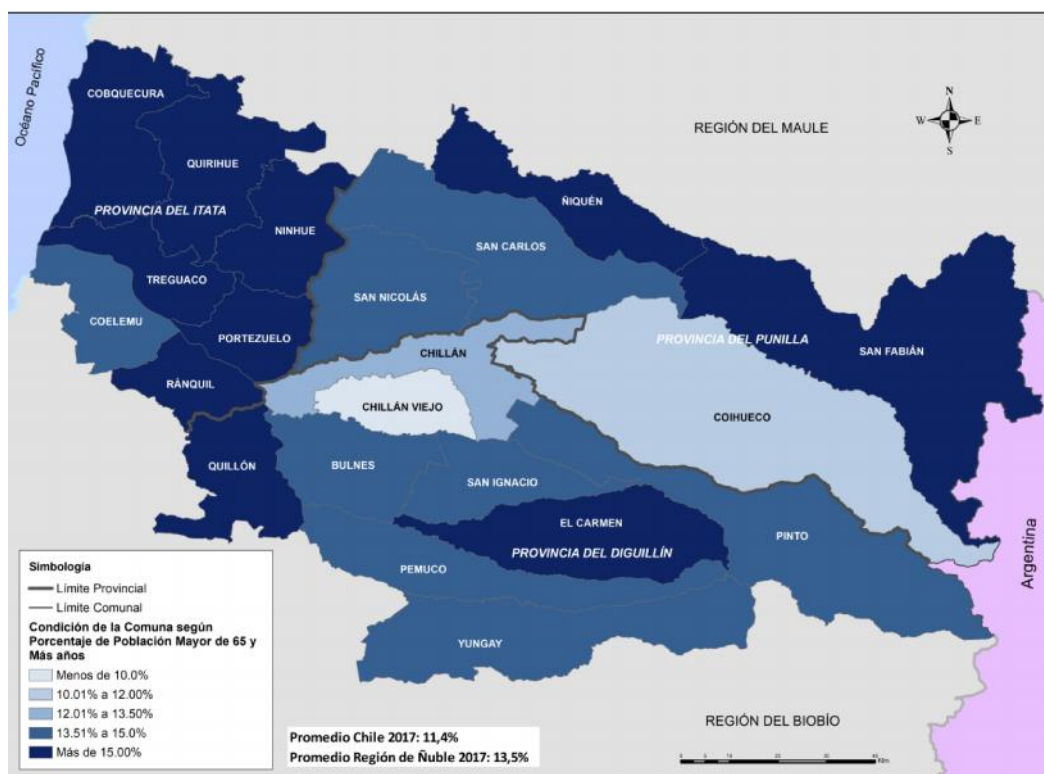 Océano Pacífico
COBQUECURA
QUIRIHUE
PROVINCIA DEL ITATA
NINHUE
TREGUACO
COELEMU
PORTEZUELO
RÁNQUIL
QUILLÓN
REGIÓN DEL MAULE
N
W E
S
ÑIQUÉN
SAN CARLOS
SAN NICOLÁS
PROVINCIA DEL PUNILLA
SAN FABIÁN
CHILLÁN
CHILLÁN VIEJO
COIHUECO
BULNES
SAN IGNACIO
EL CARMEN
PROVINCIA DEL DIGUILLÍN
PINTO
PEMUCO
YUNGAY
Argentina
REGIÓN DEL BIOBÍO
Simbología
Límite Provincial
Límite Comunal
Condición de la Comuna según
Porcentaje de Población Mayor de 65 y
Más años
Menos de 10.0%
10.01% a 12.00%
12.01% a 13.50%
13.51% a 15.0%
Más de 15.00%
Promedio Chile 2017: 11,4%
Promedio Región de Ñuble 2017: 13,5%